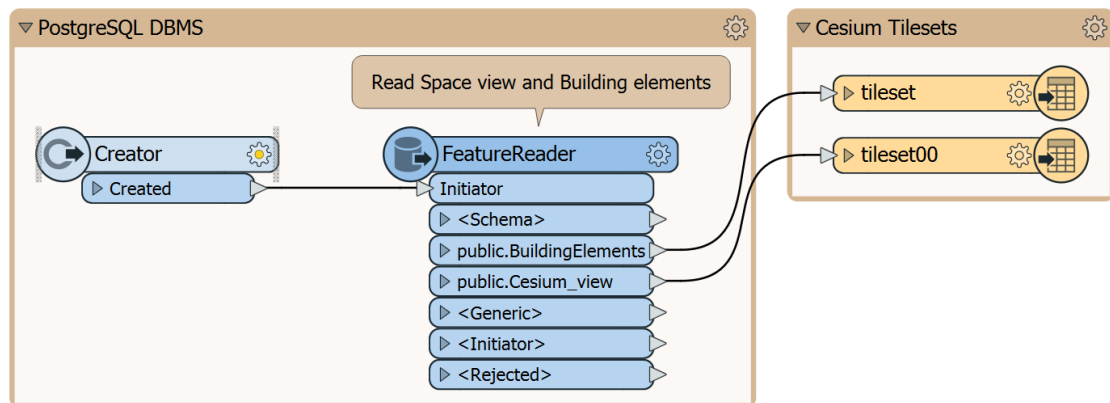 PostgreSQL DBMS
Read Space view and Building elements
Creator
Created
FeatureReader
Initiator
<Schema>
public.BuildingElements
public.Cesium_view
<Generic>
<Initiator>
<Rejected>
Cesium Tilesets
tileset
tileset00